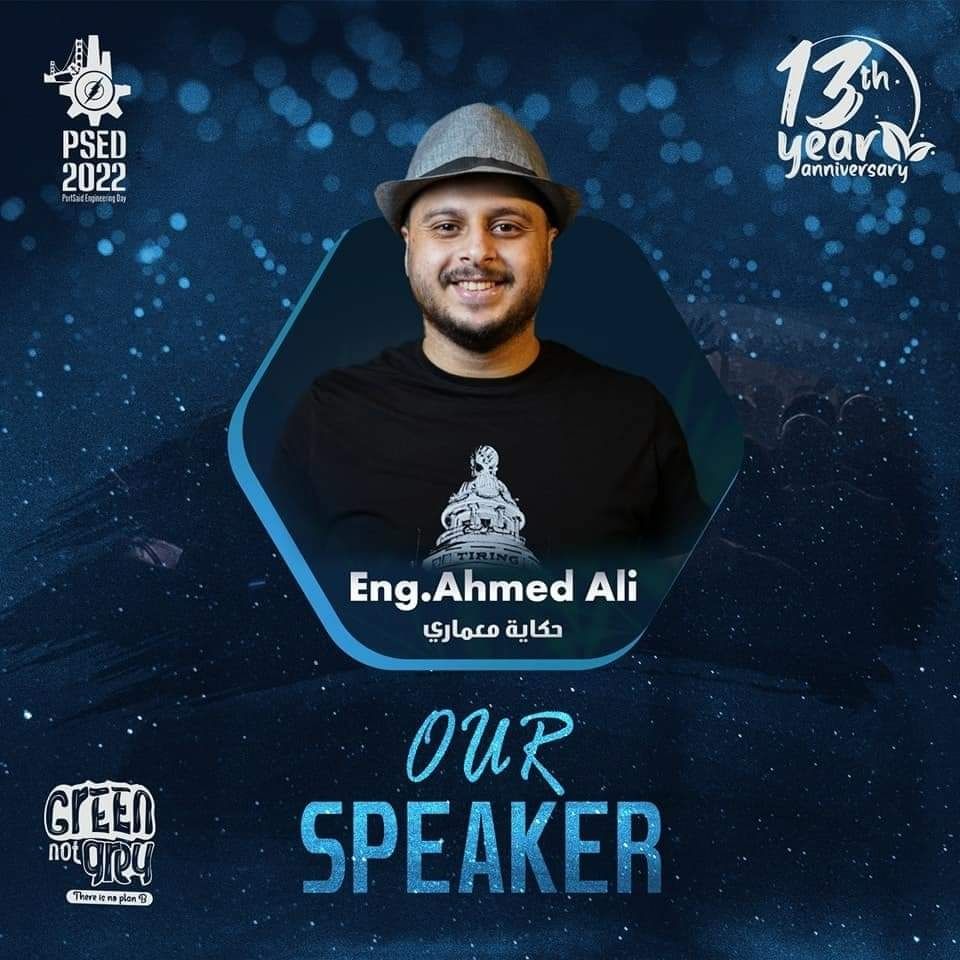 PSED
2022
PortSaid Engineering Day
13th
year
anniversary
TIRING
Eng.Ahmed Ali
حكاية معماري
OUR
SPEAKER
GREEN
not grey
There is no plan B